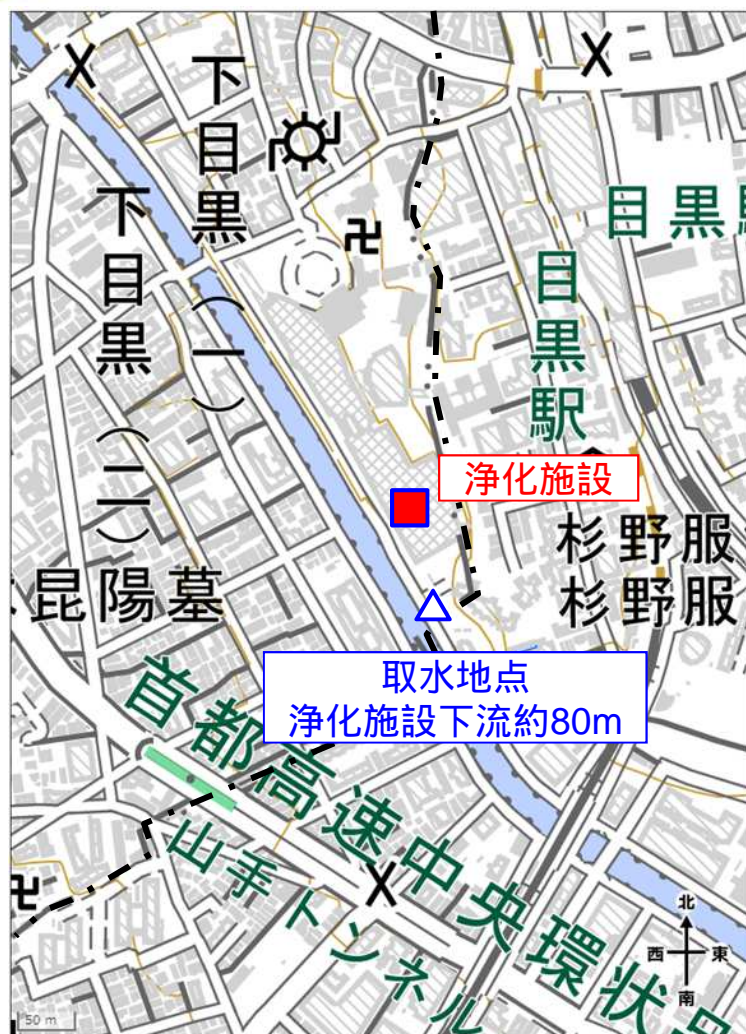 下目黒(一)
下目黒(二)
目黒駅
目黒
浄化施設
杉野服
杉野服
昆陽墓
取水地点
浄化施設下流約80m
首都高速中央環状
山手トンネル
北
西
東
南
50 m